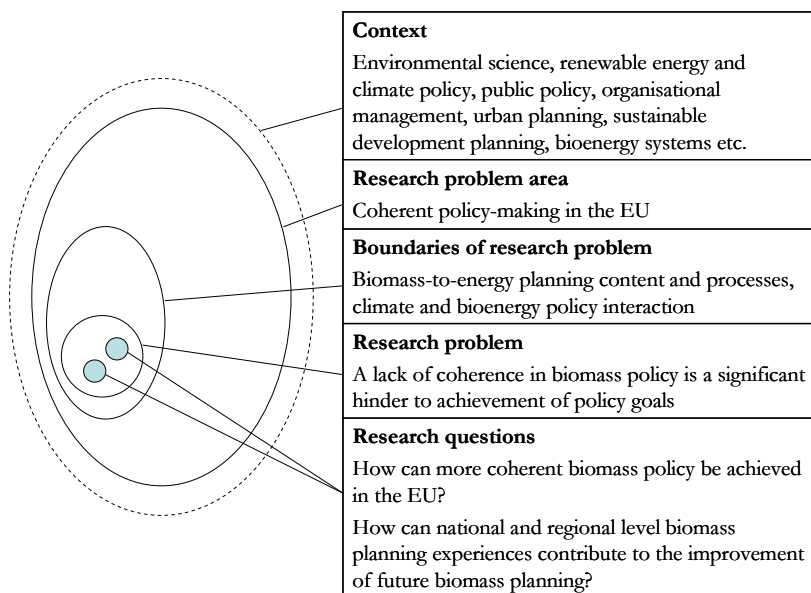 Context
Environmental science, renewable energy and
climate policy, public policy, organisational
management, urban planning, sustainable
development planning, bioenergy systems etc.
Research problem area
Coherent policy-making in the EU
Boundaries of research problem
Biomass-to-energy planning content and processes,
climate and bioenergy policy interaction
Research problem
A lack of coherence in biomass policy is a significant
hinder to achievement of policy goals
Research questions
How can more coherent biomass policy be achieved
in the EU?
How can national and regional level biomass
planning experiences contribute to the improvement
of future biomass planning?